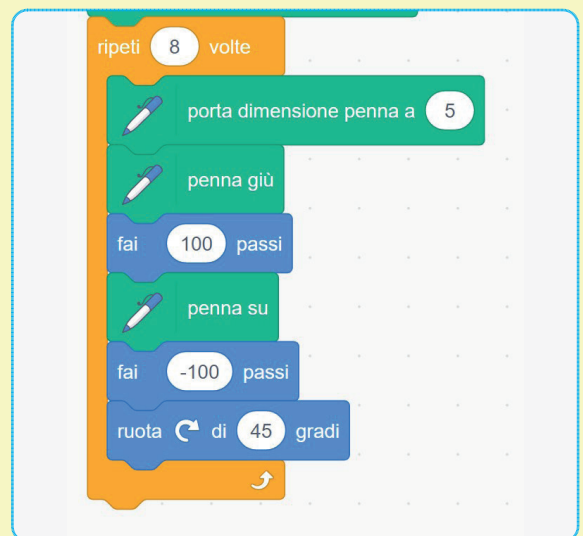 ripeti 8 volte
porta dimensione penna a 5
penna giù
fai 100 passi
penna su
fai -100 passi
ruota di 45 gradi